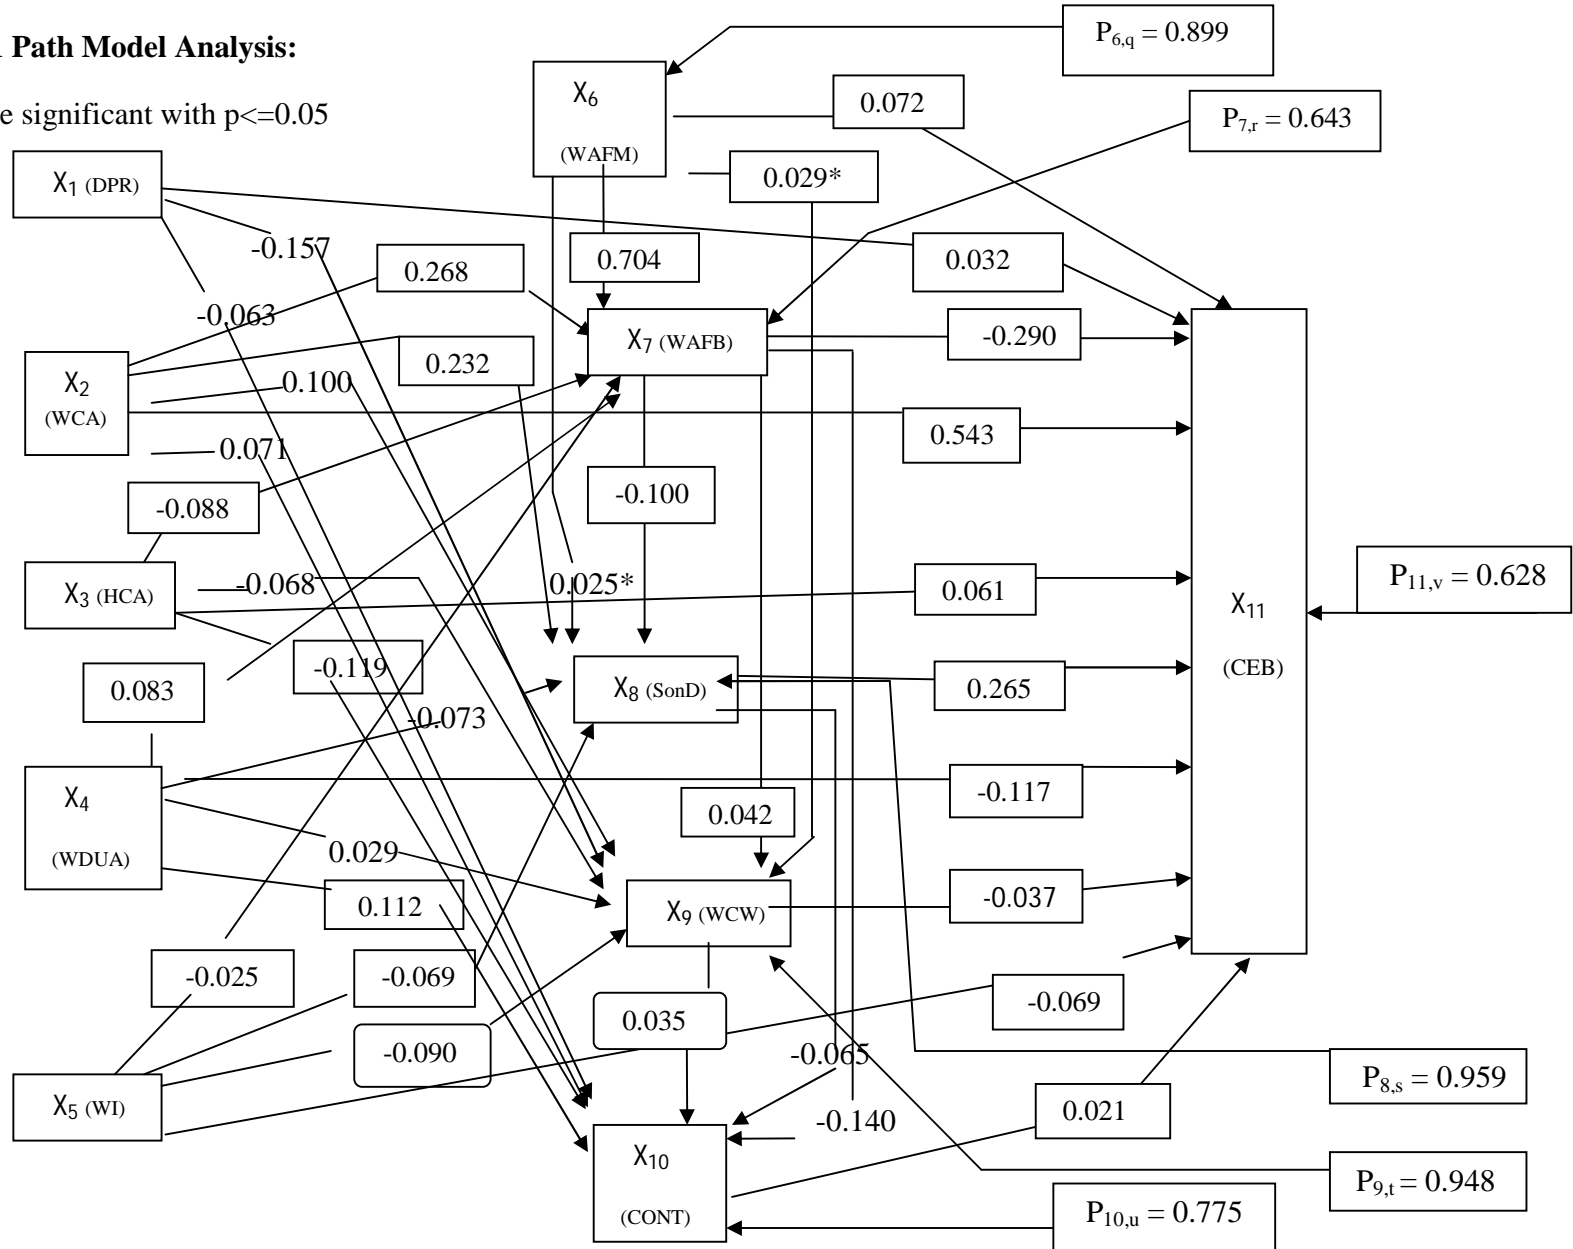 Path Model Analysis:
e significant with p<=0.05
P6,q = 0.899
X6
(WAFM)
0.072
P7,r = 0.643
0.029*
X1 (DPR)
-0.157
0.268
0.704
0.032
-0.063
X7 (WAFB)
-0.290
X2
(WCA)
0.232
0.100
0.543
0.071
-0.088
-0.100
X3 (HCA)
-0.068
0.025*
0.061
P11,v = 0.628
X11
(CEB)
-0.119
0.083
X8 (SonD)
0.265
-0.073
X4
(WDUA)
-0.117
0.042
0.029
0.112
X9 (WCW)
-0.037
-0.025
-0.069
-0.069
0.035
-0.090
-0.065
P8,s = 0.959
X5 (WI)
-0.140
0.021
X10
(CONT)
P9,t = 0.948
P10,u = 0.775